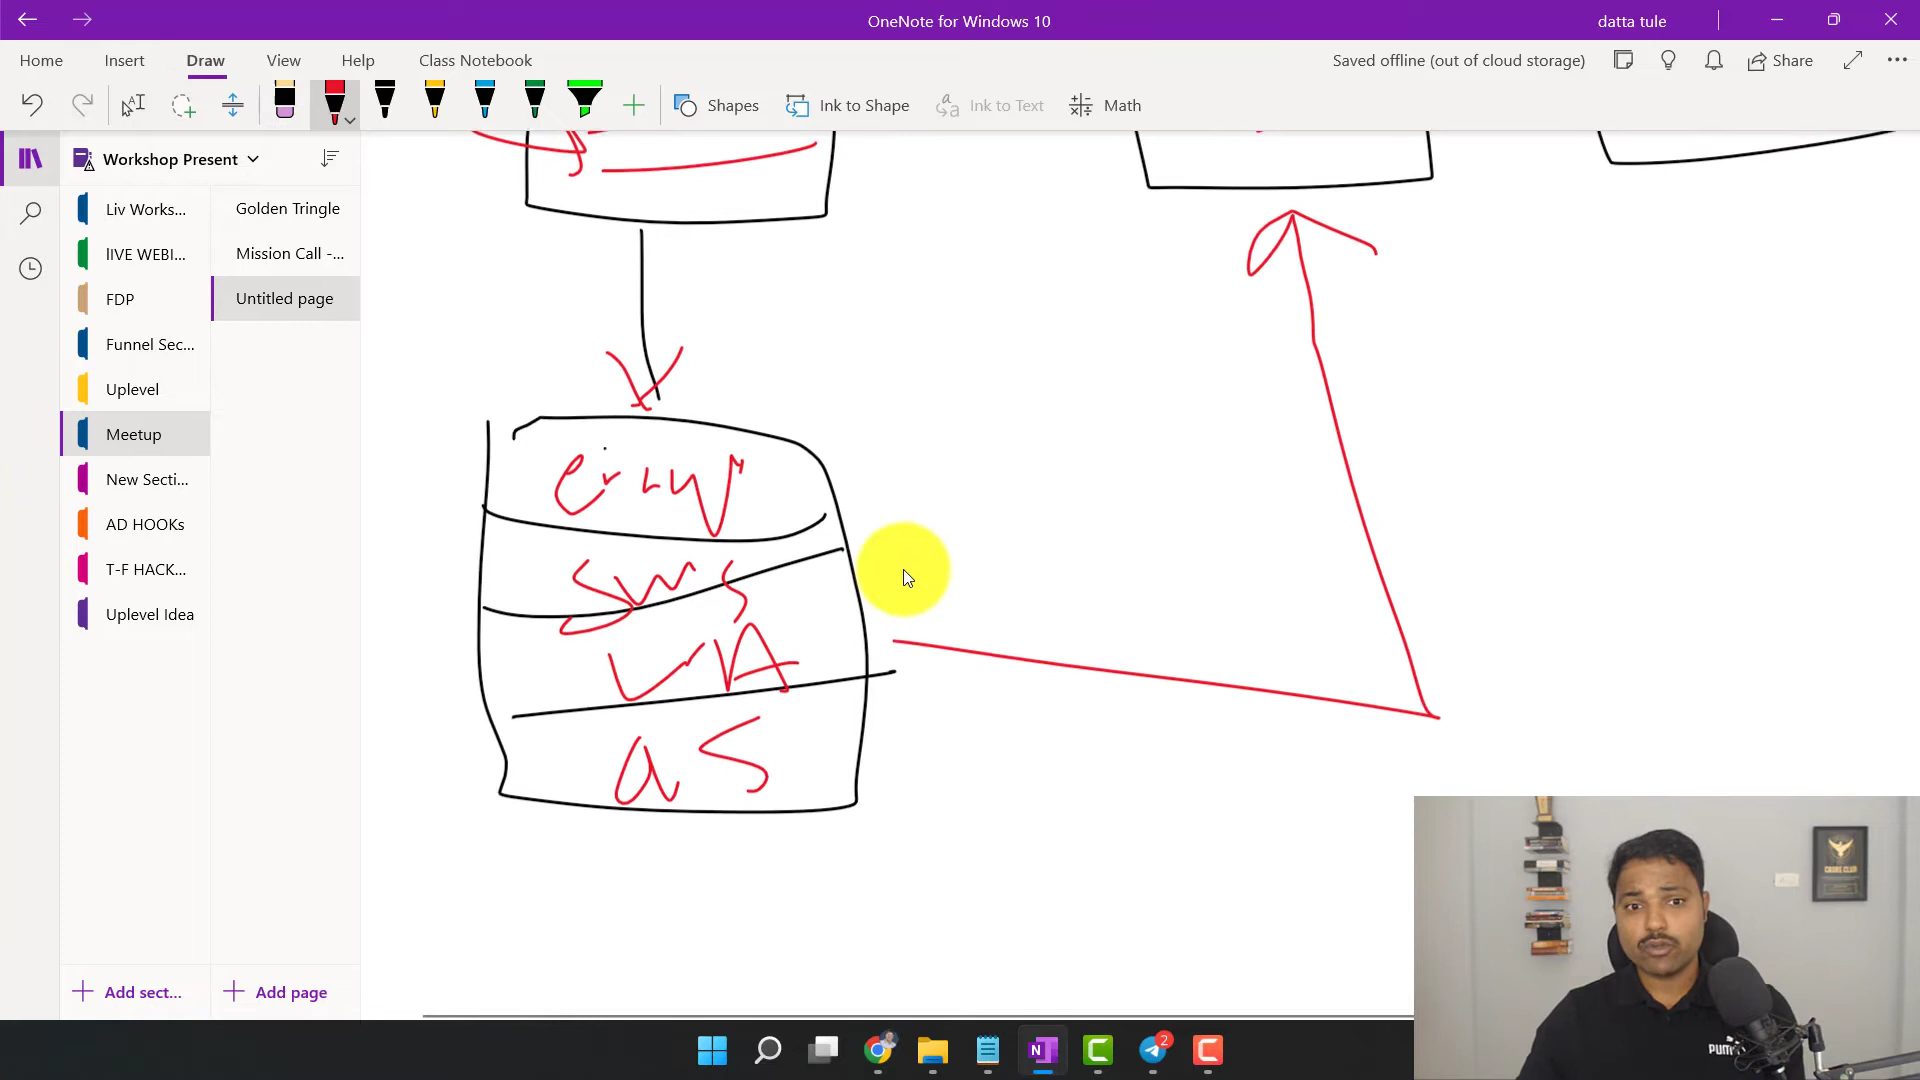 OneNote for Windows 10
datta tule
Home
Insert
Draw
View
Help
Class Notebook
Saved offline (out of cloud storage)
Share
Shapes
Ink to Shape
Ink to Text
Math
Workshop Present
Liv Works...
lIVE WEBI...
FDP
Funnel Sec...
Uplevel
Meetup
New Secti...
AD HOOKs
T-F HACK...
Uplevel Idea
Golden Tringle
Mission Call -...
Untitled page
sms
WA
as
Add sect...
Add page
2
PUMA